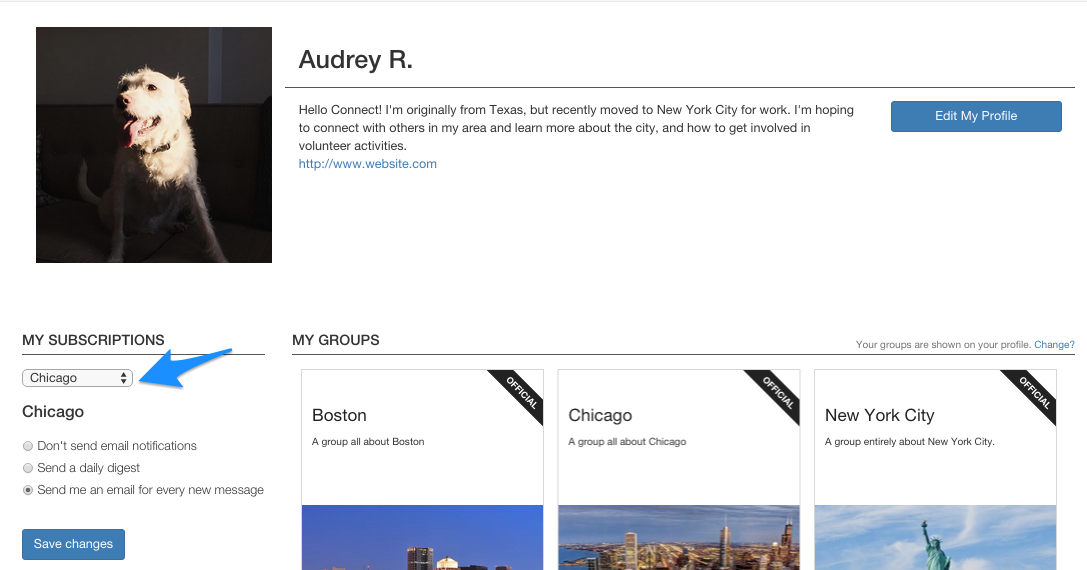 Audrey R.
Hello Connect! I'm originally from Texas, but recently moved to New York City for work. I'm hoping
to connect with others in my area and learn more about the city, and how to get involved in
volunteer activities.
http://www.website.com
Edit My Profile
MY SUBSCRIPTIONS
Chicago
Chicago
Don't send email notifications
Send a daily digest
Send me an email for every new message
Save changes
MY GROUPS
Your groups are shown on your profile. Change?
OFFICIAL
Boston
A group all about Boston
OFFICIAL
Chicago
A group all about Chicago
OFFICIAL
New York City
A group entirely about New York City.